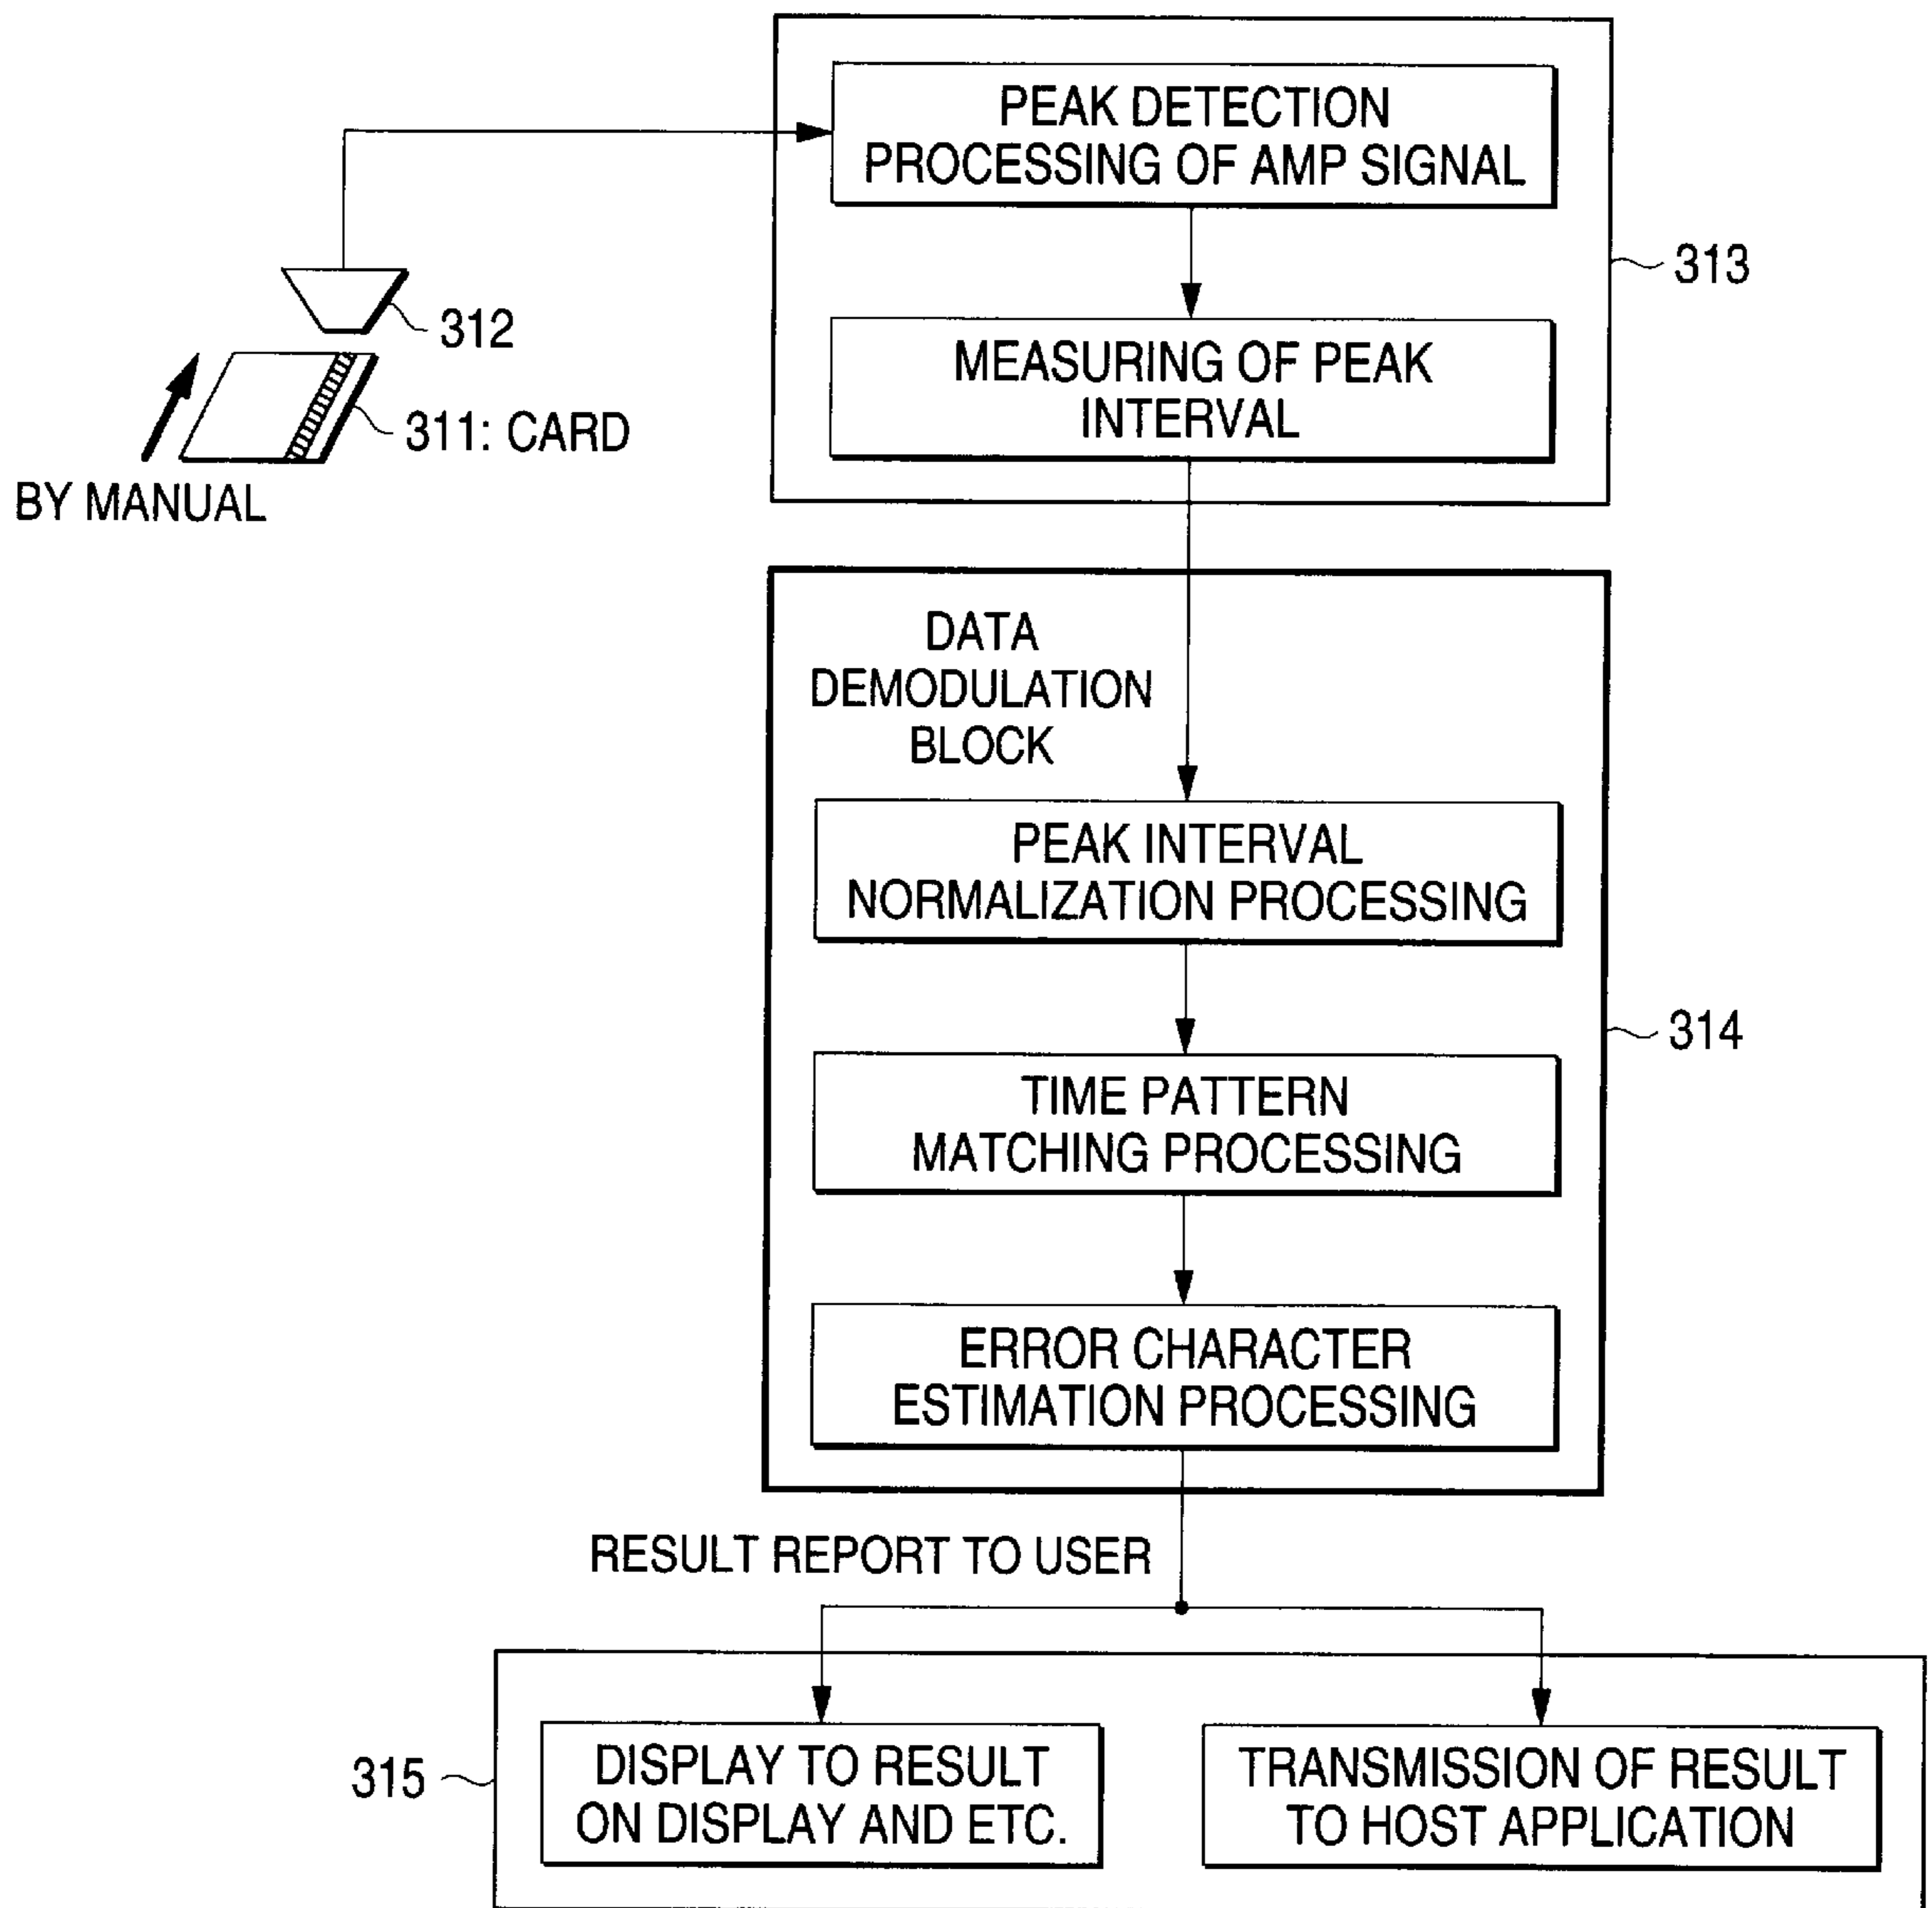 PEAK DETECTION
PROCESSING OF AMP SIGNAL
313
312
MEASURING OF PEAK
INTERVAL
311: CARD
BY MANUAL
DATA
DEMODULATION
BLOCK
PEAK INTERVAL
NORMALIZATION PROCESSING
314
TIME PATTERN
MATCHING PROCESSING
ERROR CHARACTER
ESTIMATION PROCESSING
RESULT REPORT TO USER
315
DISPLAY TO RESULT
ON DISPLAY AND ETC.
TRANSMISSION OF RESULT
TO HOST APPLICATION